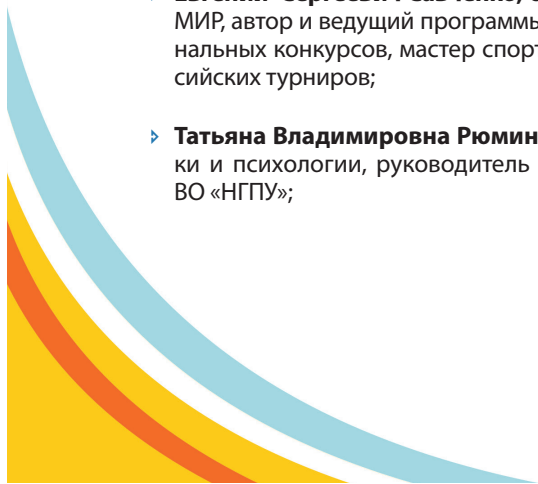 МИР, автор и ведущий программы
нальных конкурсов, мастер спорт
сийских турниров;
Татьяна Владимировна Рюмин
ки и психологии, руководитель
ВО «НГПУ»;